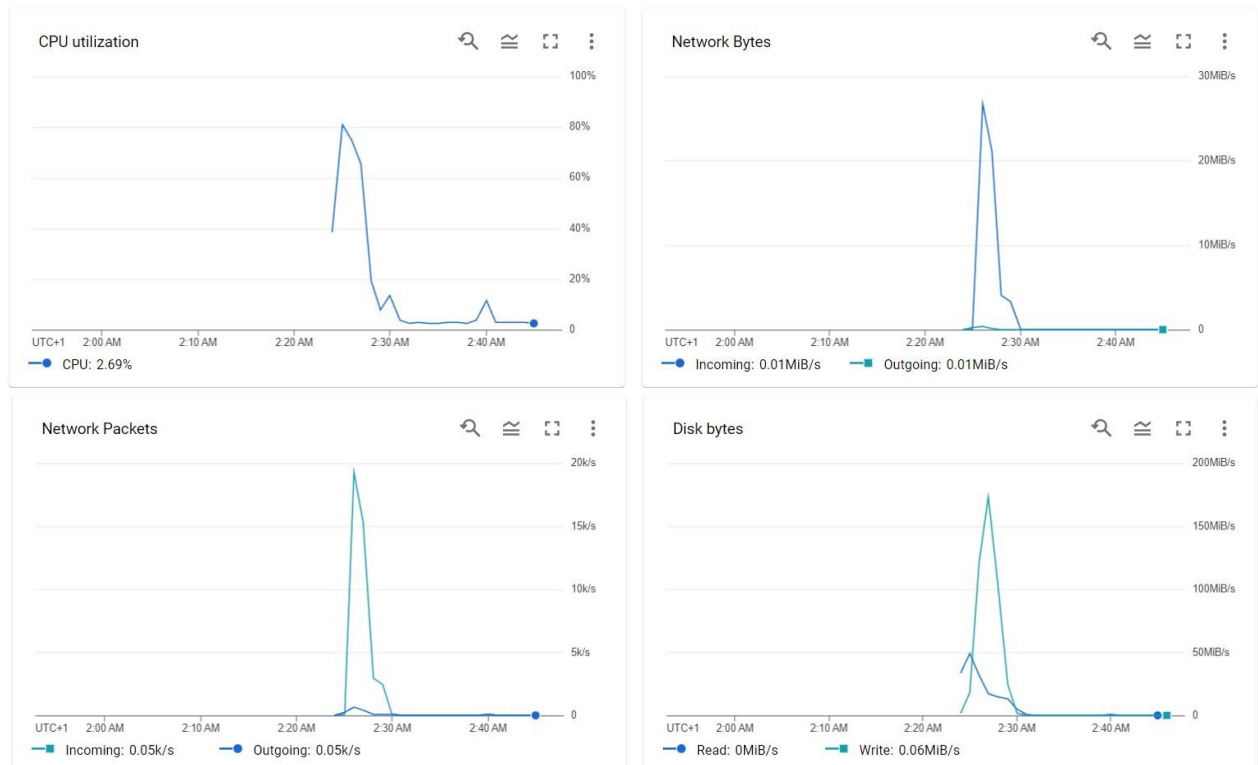 CPU utilization
100%
80%
60%
40%
20%
0
UTC+1 2:00 AM 2:10 AM 2:20 AM 2:30 AM 2:40 AM
CPU: 2.69%
Network Bytes
30MiB/s
20MiB/s
10MiB/s
0
UTC+1 2:00 AM 2:10 AM 2:20 AM 2:30 AM 2:40 AM
Incoming: 0.01MiB/s Outgoing: 0.01MiB/s
Network Packets
20k/s
15k/s
10k/s
5k/s
0
UTC+1 2:00 AM 2:10 AM 2:20 AM 2:30 AM 2:40 AM
Incoming: 0.05k/s Outgoing: 0.05k/s
Disk bytes
200MiB/s
150MiB/s
100MiB/s
50MiB/s
0
UTC+1 2:00 AM 2:10 AM 2:20 AM 2:30 AM 2:40 AM
Read: 0MiB/s Write: 0.06MiB/s